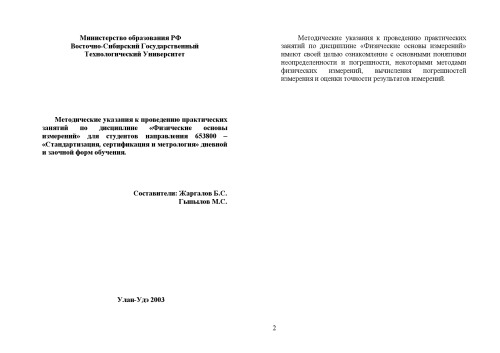 Министерство образования РФ
Восточно-Сибирский Государственный
Технологический Университет
Методические указания к проведению практических
занятий по дисциплине «Физические основы
измерений» для студентов направления 653800 –
«Стандартизация, сертификация и метрология» дневной
и заочной форм обучения.
Составители: Жаргалов Б.С.
Гыпылов М.С.
Улан-Удэ 2003
Методические указания к проведению практических
занятий по дисциплине «Физические основы измерений»
имеют своей целью ознакомление с основными понятиями
неопределенности и погрешности, некоторыми методами
физических измерений, вычисления погрешностей
измерения и оценки точности результатов измерений.
2